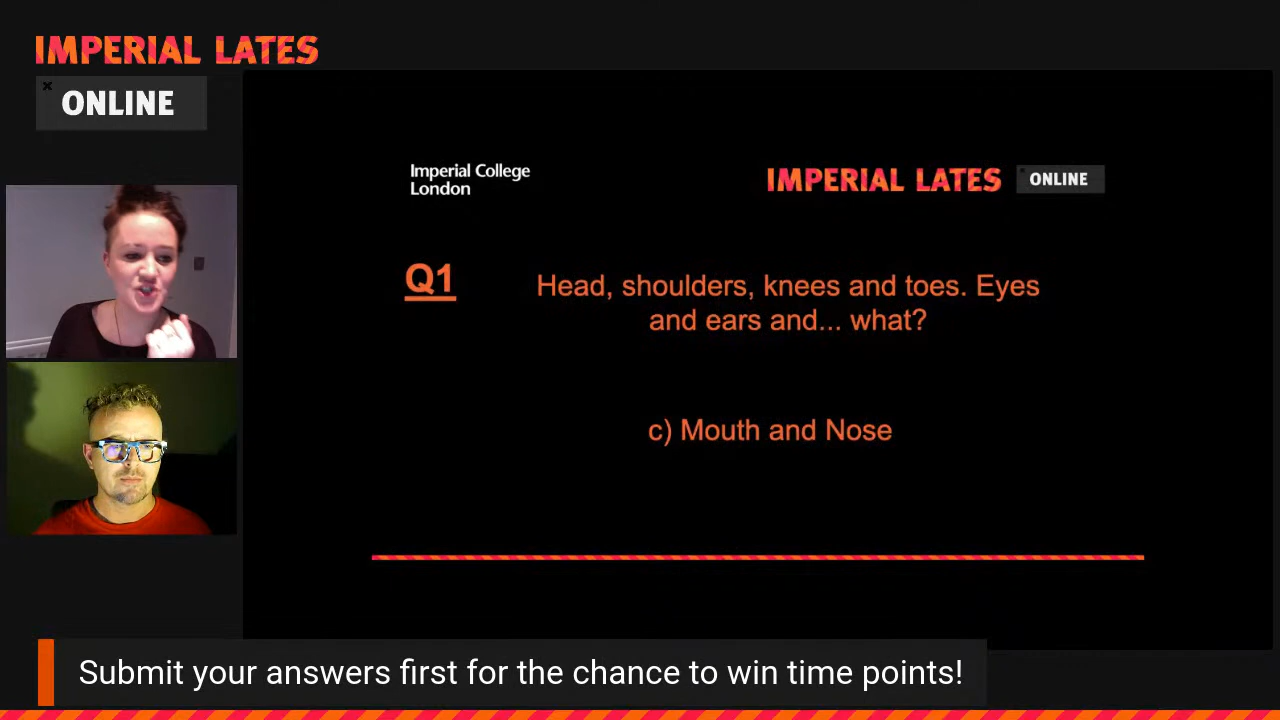 IMPERIAL LATES
ONLINE
Imperial College
London
IMPERIAL LATES
ONLINE
Q1
Head, shoulders, knees and toes. Eyes
and ears and... what?
c) Mouth and Nose
Submit your answers first for the chance to win time points!